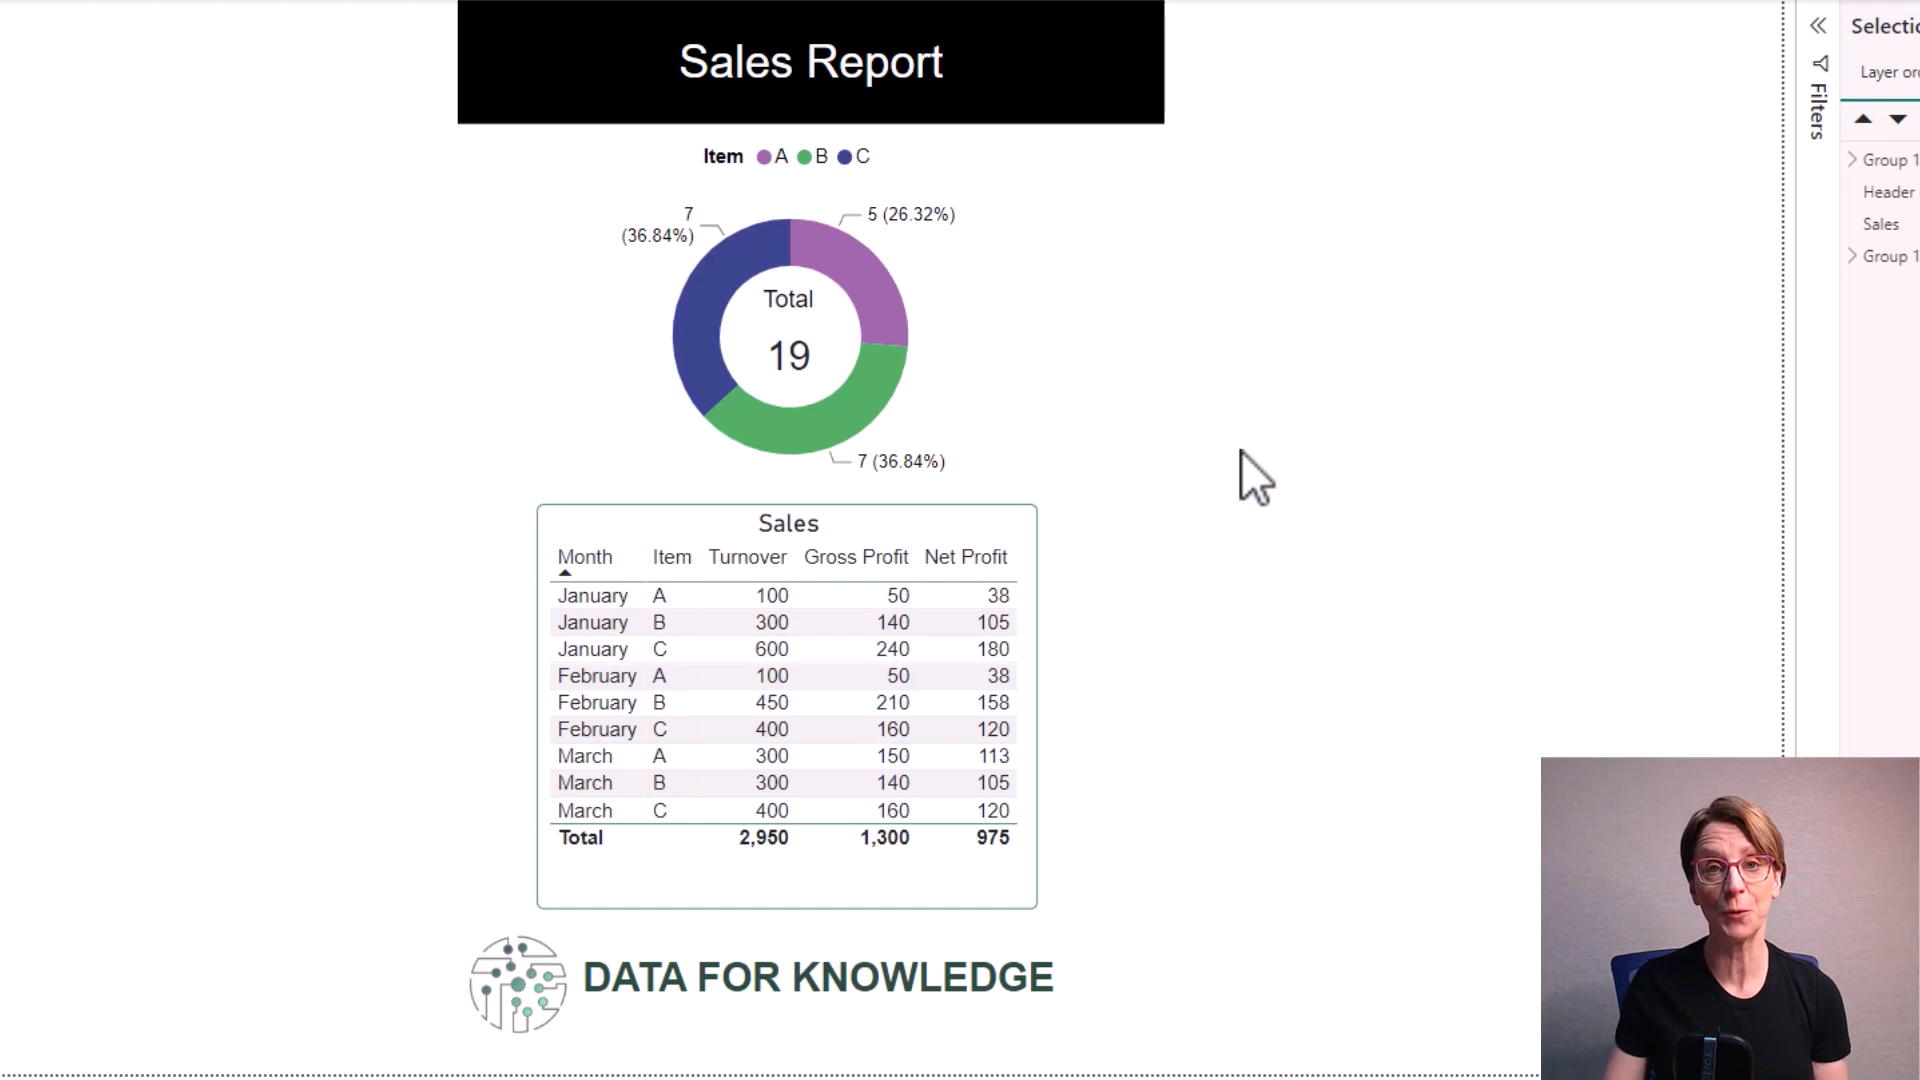 Sales Report
Selectio
Layer or
Filters
Group 1
Header
Sales
Group 1
Item A B C
7
(36.84%)
5 (26.32%)
Total
19
7 (36.84%)
Sales
Month Item Turnover Gross Profit Net Profit
January A 100 50 38
January B 300 140 105
January C 600 240 180
February A 100 50 38
February B 450 210 158
February C 400 160 120
March A 300 150 113
March B 300 140 105
March C 400 160 120
Total 2,950 1,300 975
DATA FOR KNOWLEDGE